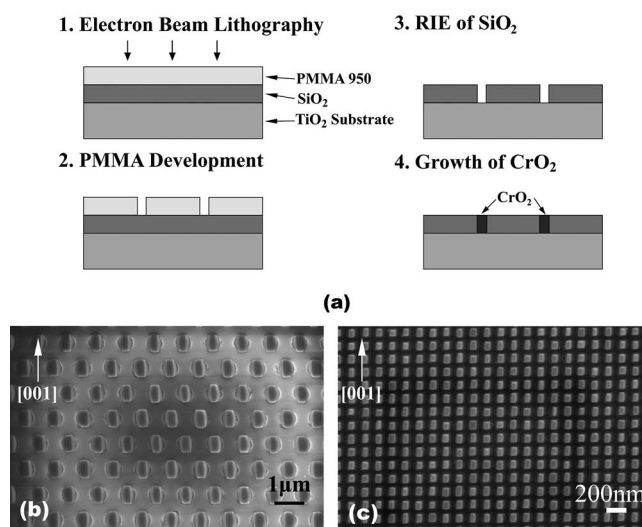 1. Electron Beam Lithography
PMMA 950
SiO₂
TiO₂ Substrate
2. PMMA Development
3. RIE of SiO₂
4. Growth of CrO₂
CrO₂
(a)
[001]
1μm
(b)
[001]
200nm
(c)